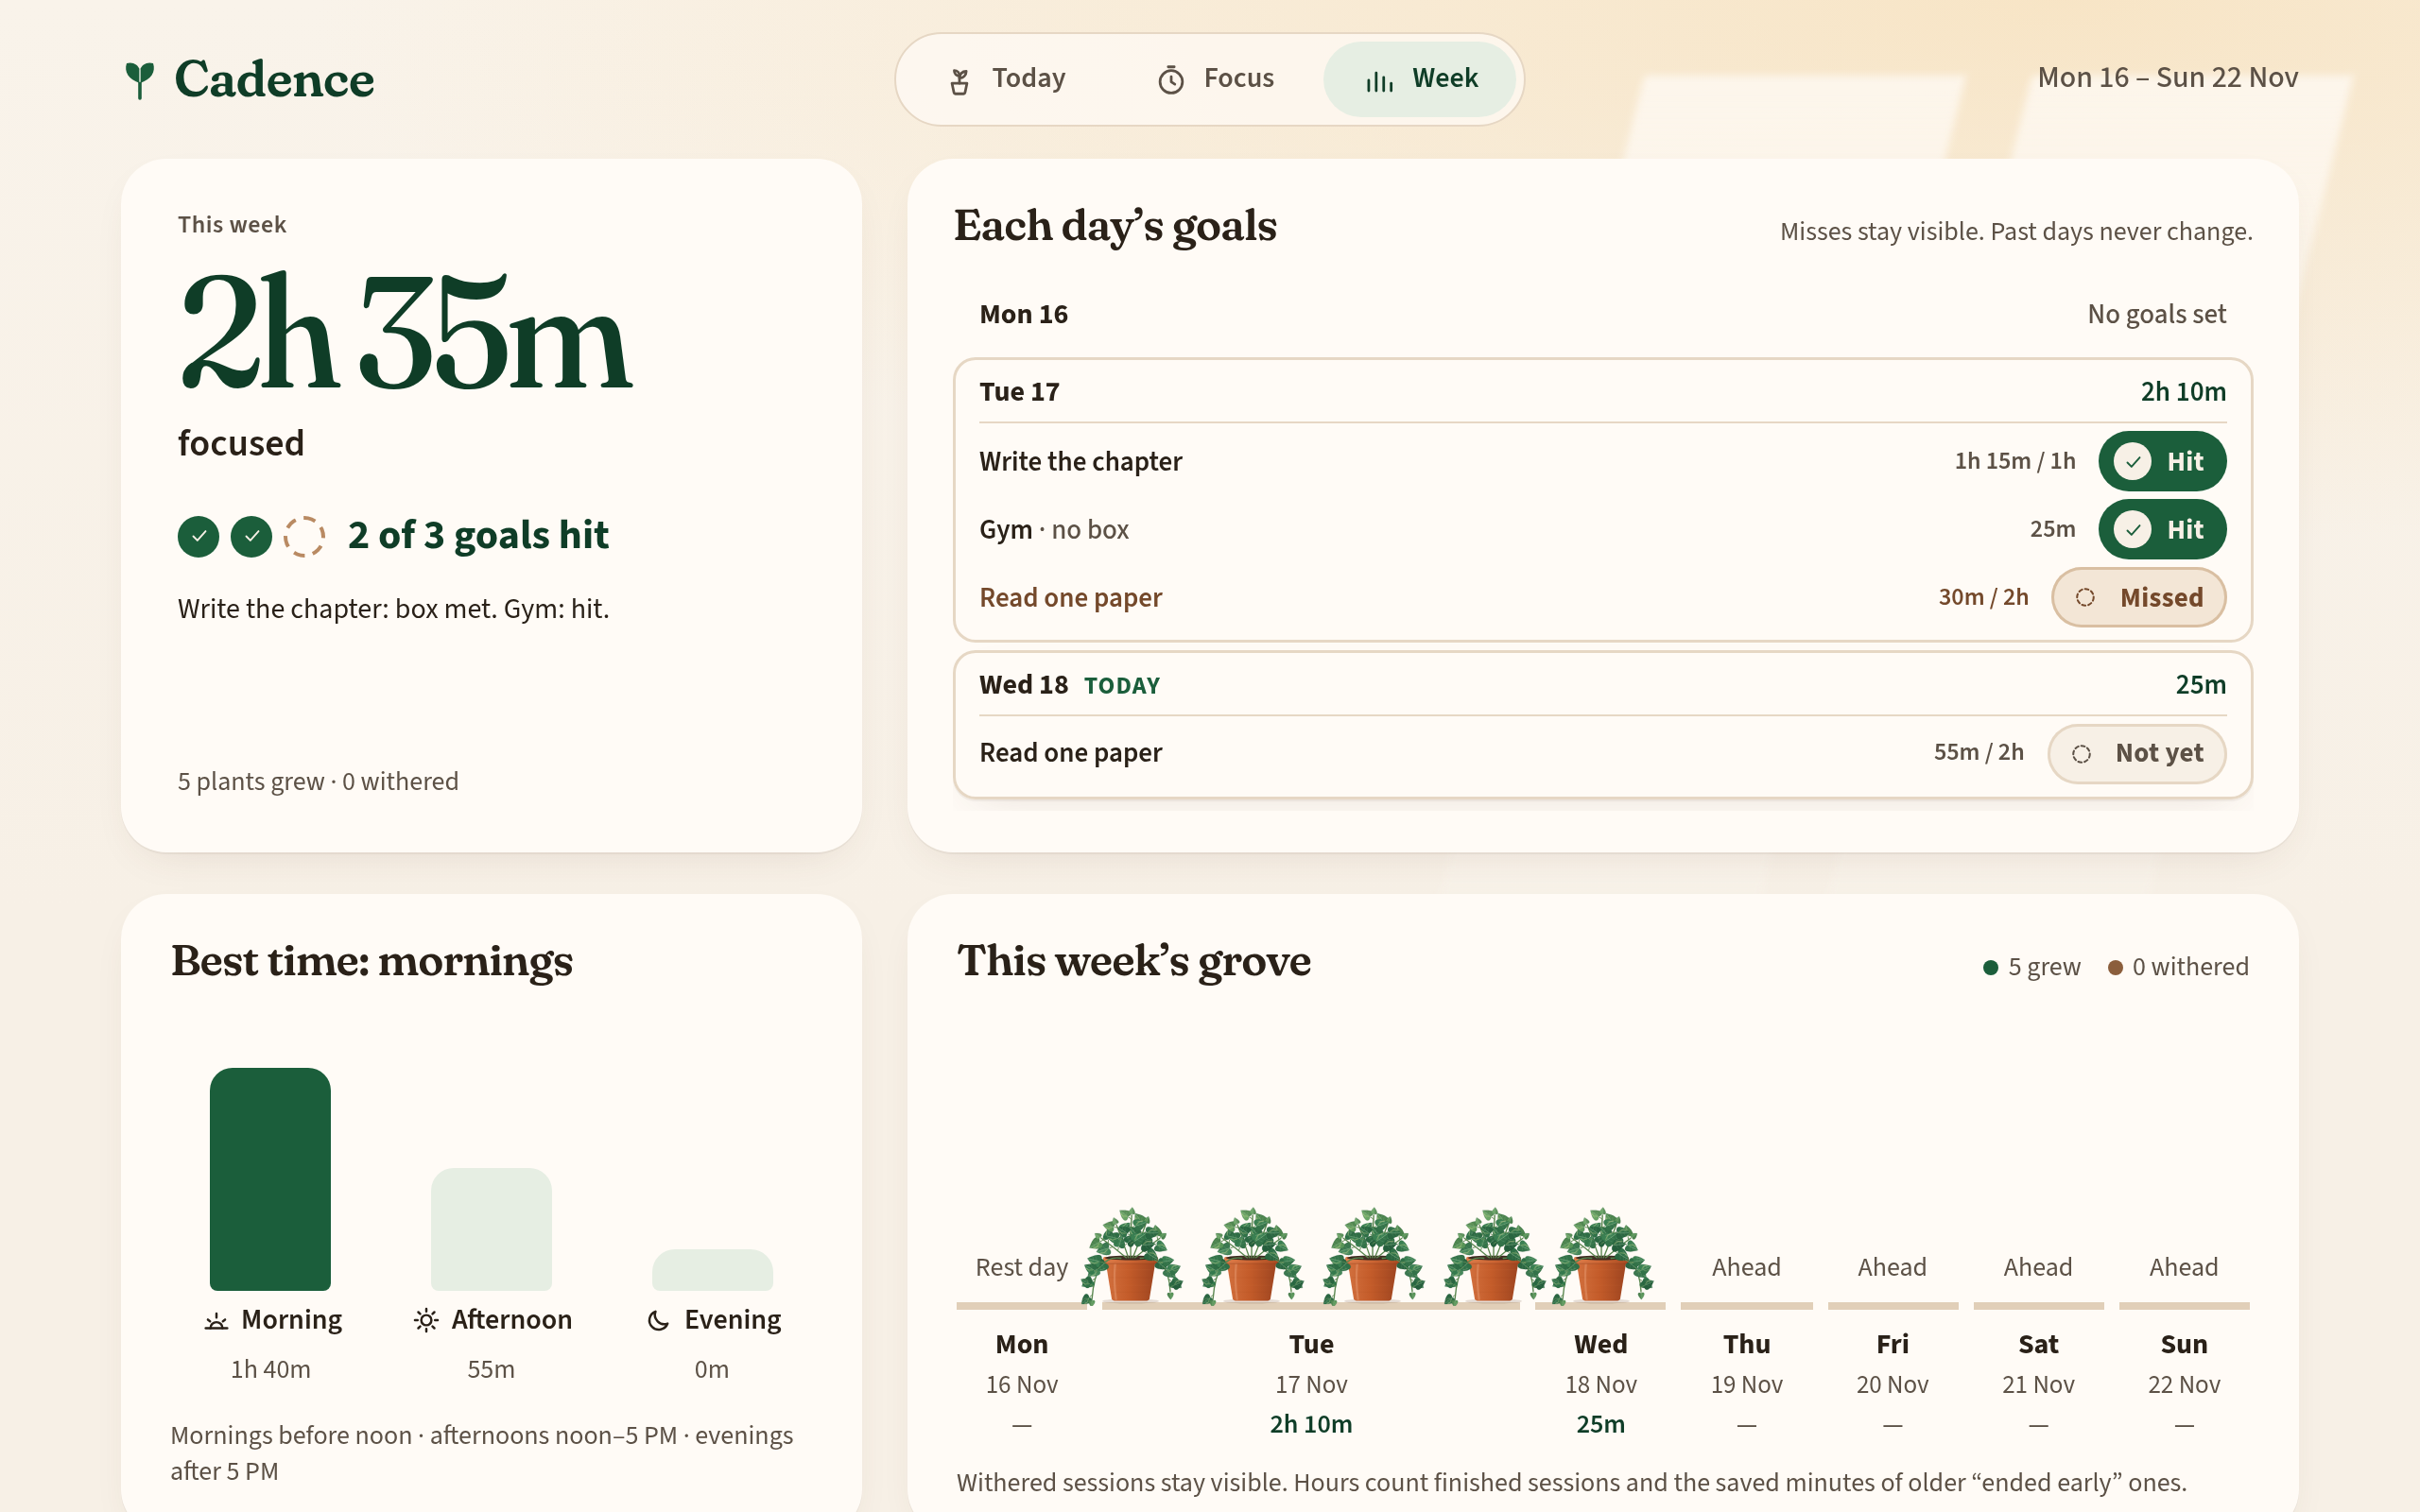 Cadence
Today
Focus
Week
Mon 16 – Sun 22 Nov
This week
2h 35m
focused
2 of 3 goals hit
Write the chapter: box met. Gym: hit.
5 plants grew · 0 withered
Each day’s goals
Misses stay visible. Past days never change.
Mon 16
No goals set
Tue 17
2h 10m
Write the chapter
1h 15m / 1h
Hit
Gym · no box
25m
Hit
Read one paper
30m / 2h
Missed
Wed 18 TODAY
25m
Read one paper
55m / 2h
Not yet
Best time: mornings
Morning
Afternoon
Evening
1h 40m
55m
0m
Mornings before noon · afternoons noon–5 PM · evenings
after 5 PM
This week’s grove
5 grew
0 withered
Rest day
Ahead
Ahead
Ahead
Ahead
Mon
Tue
Wed
Thu
Fri
Sat
Sun
16 Nov
17 Nov
18 Nov
19 Nov
20 Nov
21 Nov
22 Nov
—
2h 10m
25m
—
—
—
—
Withered sessions stay visible. Hours count finished sessions and the saved minutes of older “ended early” ones.